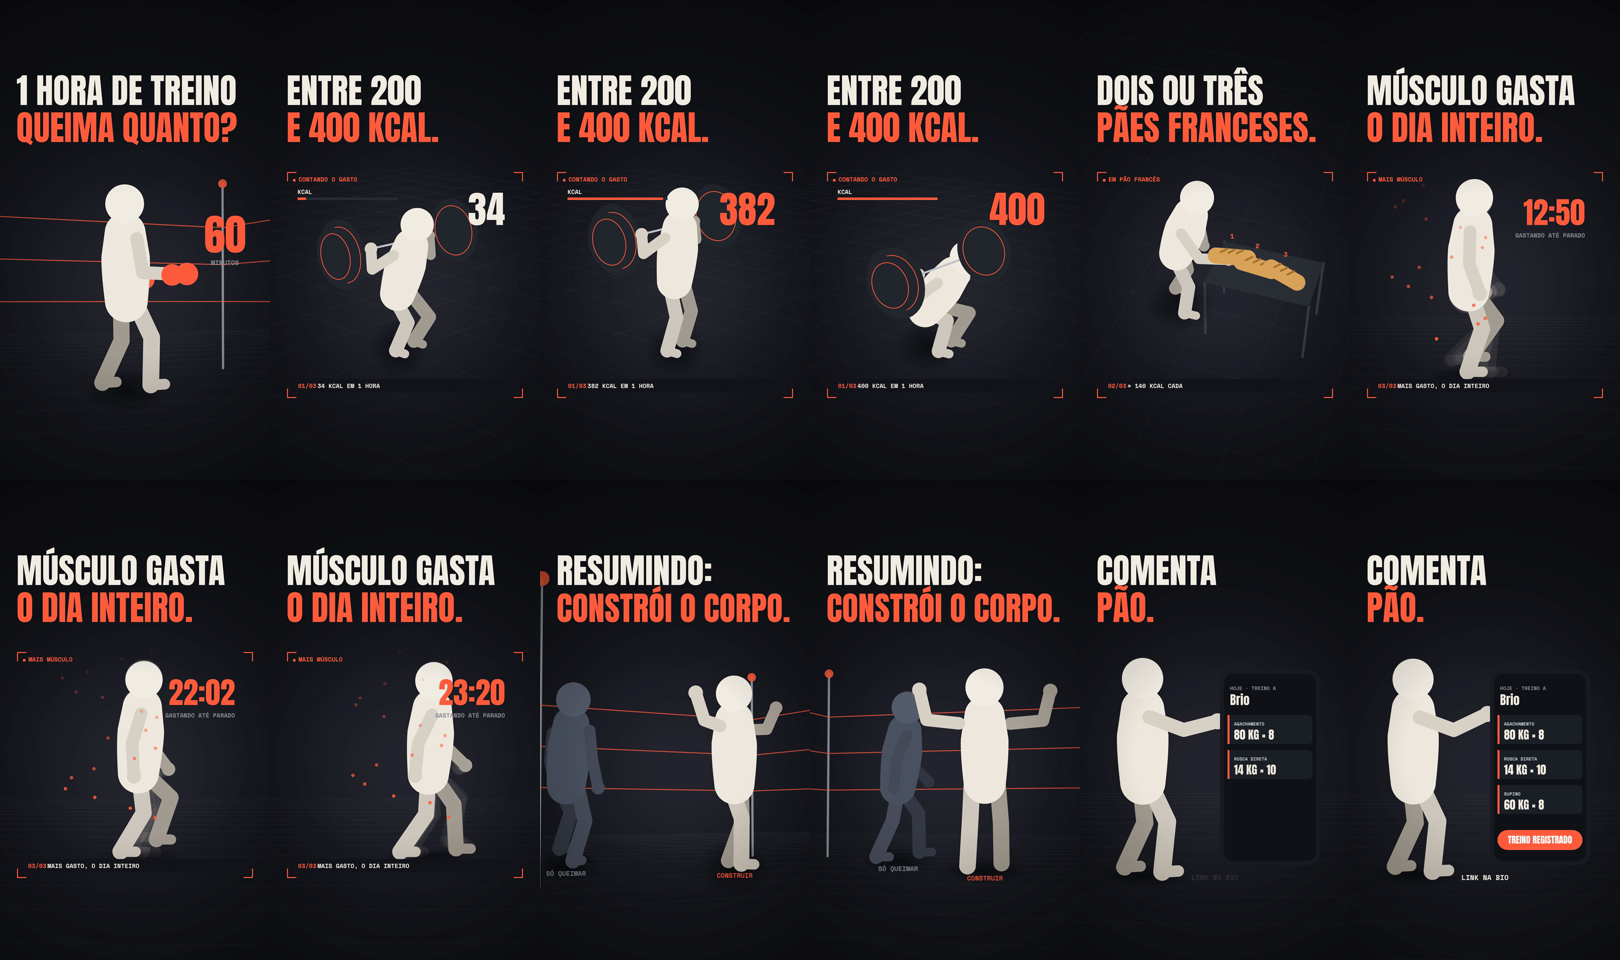 1 HORA DE TREINO
QUEIMA QUANTO?
60
MINUTOS
ENTRE 200
E 400 KCAL.
CONTANDO O GASTO
KCAL
34
01/03 34 KCAL EM 1 HORA
ENTRE 200
E 400 KCAL.
CONTANDO O GASTO
KCAL
382
01/03 382 KCAL EM 1 HORA
ENTRE 200
E 400 KCAL.
CONTANDO O GASTO
KCAL
400
01/03 400 KCAL EM 1 HORA
DOIS OU TRÊS
PÃES FRANCESES.
EM PÃO FRANCÊS
1
2
3
02/03 ≈ 140 KCAL CADA
MÚSCULO GASTA
O DIA INTEIRO.
MAIS MÚSCULO
12:50
GASTANDO ATÉ PARADO
03/03 MAIS GASTO, O DIA INTEIRO
MÚSCULO GASTA
O DIA INTEIRO.
MAIS MÚSCULO
22:02
GASTANDO ATÉ PARADO
03/03 MAIS GASTO, O DIA INTEIRO
MÚSCULO GASTA
O DIA INTEIRO.
MAIS MÚSCULO
23:20
GASTANDO ATÉ PARADO
03/03 MAIS GASTO, O DIA INTEIRO
RESUMINDO:
CONSTRÓI O CORPO.
SÓ QUEIMAR
CONSTRUIR
RESUMINDO:
CONSTRÓI O CORPO.
SÓ QUEIMAR
CONSTRUIR
COMENTA
PÃO.
HOJE · TREINO A
Brio
AGACHAMENTO
80 KG × 8
ROSCA DIRETA
14 KG × 10
LINK NA BIO
COMENTA
PÃO.
HOJE · TREINO A
Brio
AGACHAMENTO
80 KG × 8
ROSCA DIRETA
14 KG × 10
SUPINO
60 KG × 8
TREINO REGISTRADO
LINK NA BIO